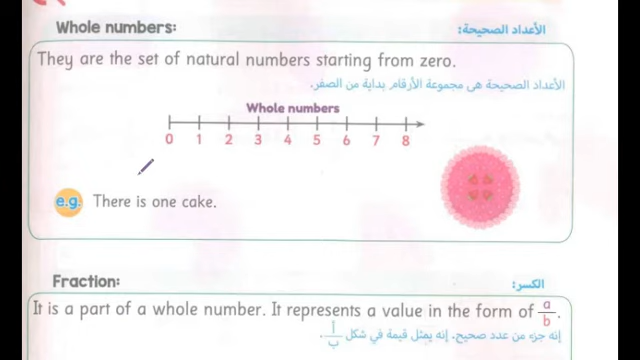 Whole numbers:
الأعداد الصحيحة:
They are the set of natural numbers starting from zero.
الأعداد الصحيحة هى مجموعة الأرقام بداية من الصفر.
Whole numbers
0 1 2 3 4 5 6 7 8
e.g. There is one cake.
Fraction:
الكسر:
It is a part of a whole number. It represents a value in the form of a/b.
إنه جزء من عدد صحيح. إنه يمثل قيمة في شكل أ/ب.